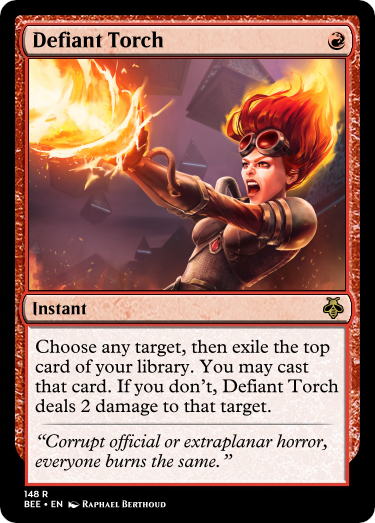 Defiant Torch
Instant
Choose any target, then exile the top
card of your library. You may cast
that card. If you don't, Defiant Torch
deals 2 damage to that target.
“Corrupt official or extraplanar horror,
everyone burns the same.”
148 R
BEE • EN Raphael Berthoud